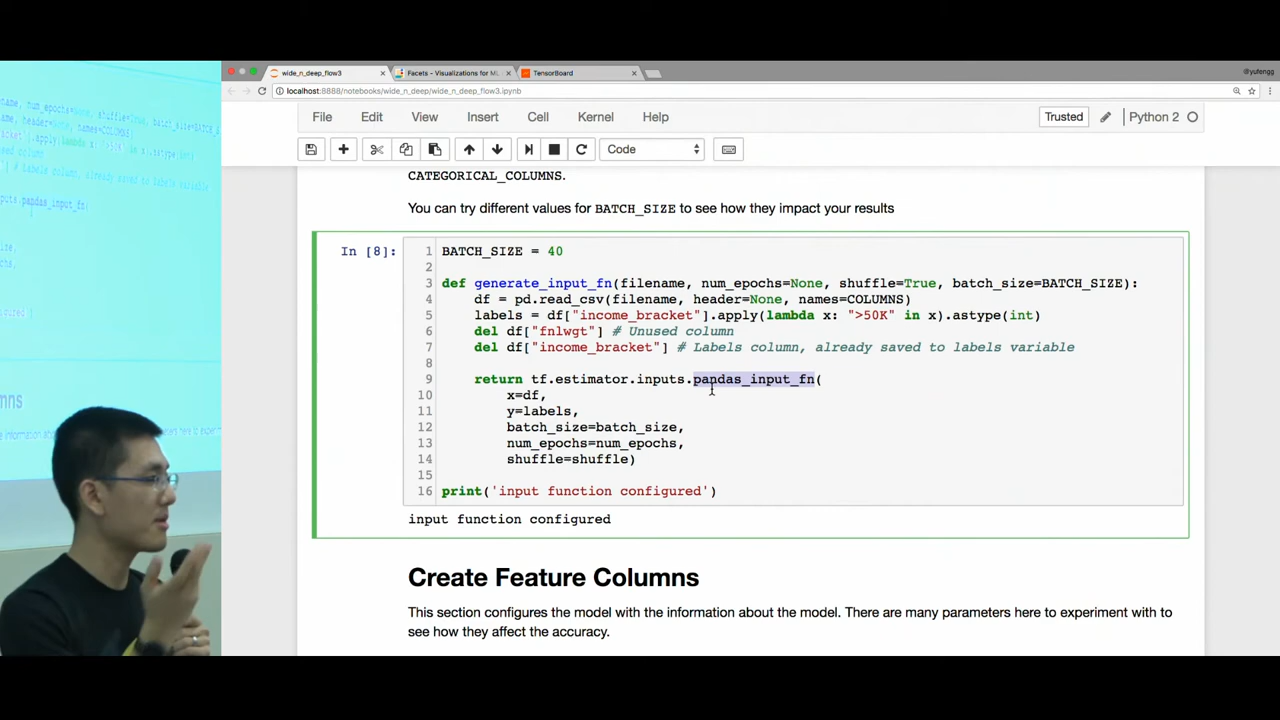 wide_n_deep_flow3
Facets - Visualizations for ML
TensorBoard
@yufengg
localhost:8888/notebooks/wide_n_deep/wide_n_deep_flow3.ipynb
File Edit View Insert Cell Kernel Help
Trusted
Python 2
Code
CATEGORICAL_COLUMNS.
You can try different values for BATCH_SIZE to see how they impact your results
In [8]:
1 BATCH_SIZE = 40
2
3 def generate_input_fn(filename, num_epochs=None, shuffle=True, batch_size=BATCH_SIZE):
4 df = pd.read_csv(filename, header=None, names=COLUMNS)
5 labels = df["income_bracket"].apply(lambda x: ">50K" in x).astype(int)
6 del df["fnlwgt"] # Unused column
7 del df["income_bracket"] # Labels column, already saved to labels variable
8
9 return tf.estimator.inputs.pandas_input_fn(
10 x=df,
11 y=labels,
12 batch_size=batch_size,
13 num_epochs=num_epochs,
14 shuffle=shuffle)
15
16 print('input function configured')
input function configured
Create Feature Columns
This section configures the model with the information about the model. There are many parameters here to experiment with to
see how they affect the accuracy.